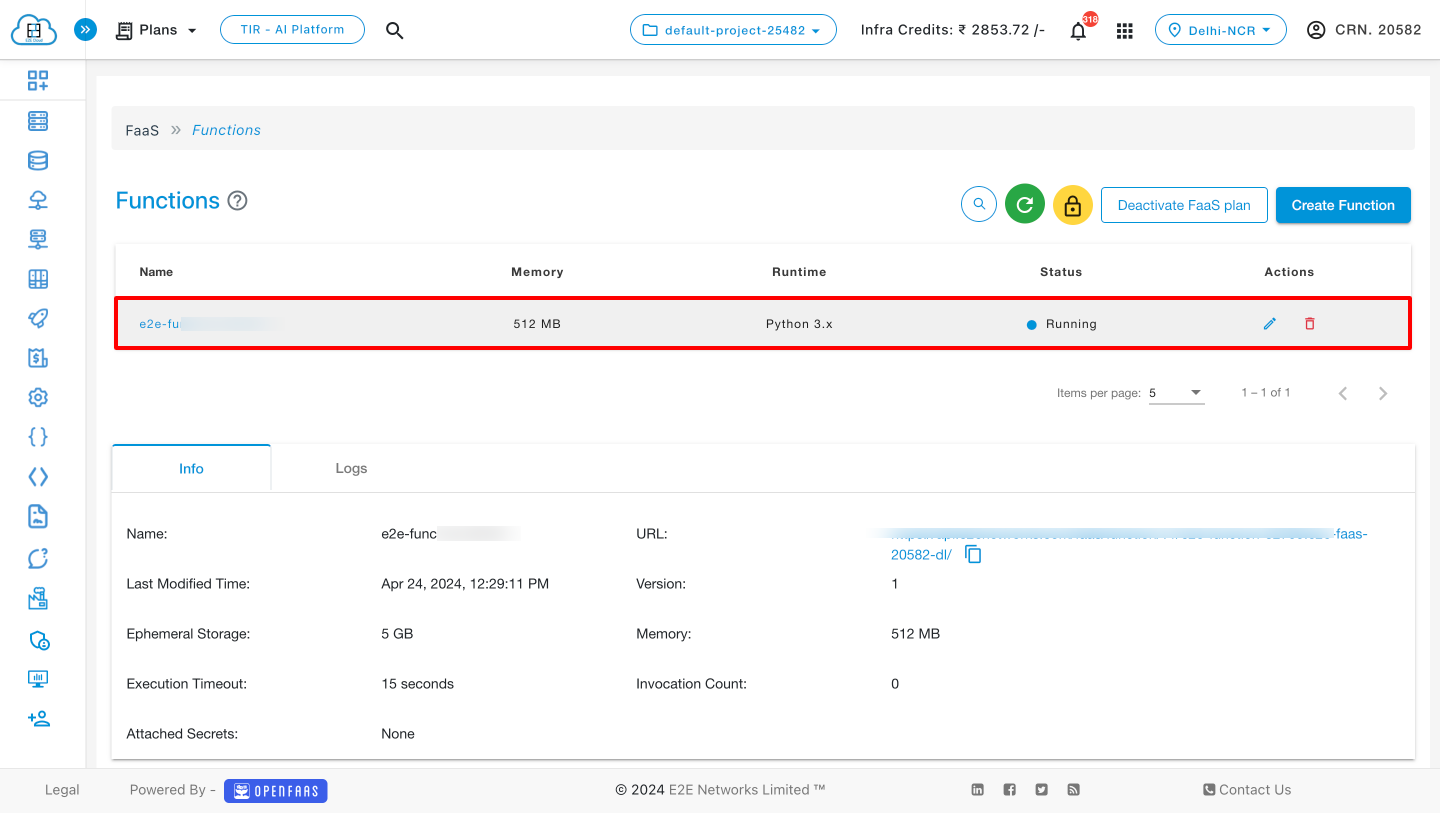 Plans
TIR - AI Platform
default-project-25482
Infra Credits: ₹ 2853.72 /-
318
Delhi-NCR
CRN. 20582
E2E Cloud
FaaS » Functions
Functions
Deactivate FaaS plan
Create Function
Name Memory Runtime Status Actions
e2e-fu 512 MB Python 3.x Running
Items per page: 5 1 – 1 of 1
Info Logs
Name: e2e-func URL: -faas-
20582-dl/
Last Modified Time: Apr 24, 2024, 12:29:11 PM Version: 1
Ephemeral Storage: 5 GB Memory: 512 MB
Execution Timeout: 15 seconds Invocation Count: 0
Attached Secrets: None
Legal Powered By - OPENFAAS © 2024 E2E Networks Limited ™ Contact Us